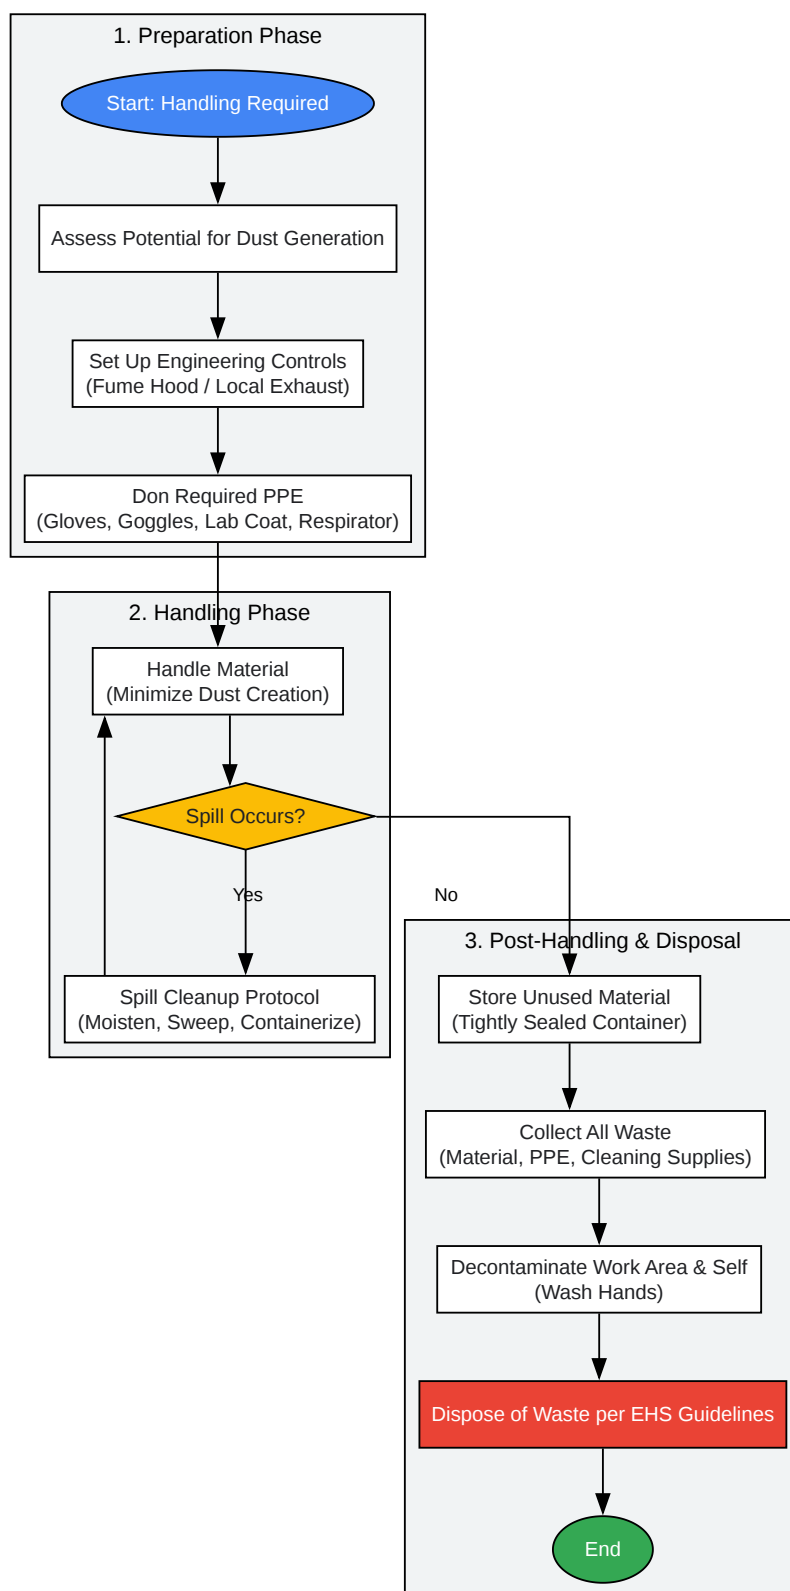 1. Preparation Phase
Start: Handling Required
Assess Potential for Dust Generation
Set Up Engineering Controls
(Fume Hood / Local Exhaust)
Don Required PPE
(Gloves, Goggles, Lab Coat, Respirator)
2. Handling Phase
Handle Material
(Minimize Dust Creation)
Spill Occurs?
Yes
No
Spill Cleanup Protocol
(Moisten, Sweep, Containerize)
3. Post-Handling & Disposal
Store Unused Material
(Tightly Sealed Container)
Collect All Waste
(Material, PPE, Cleaning Supplies)
Decontaminate Work Area & Self
(Wash Hands)
Dispose of Waste per EHS Guidelines
End